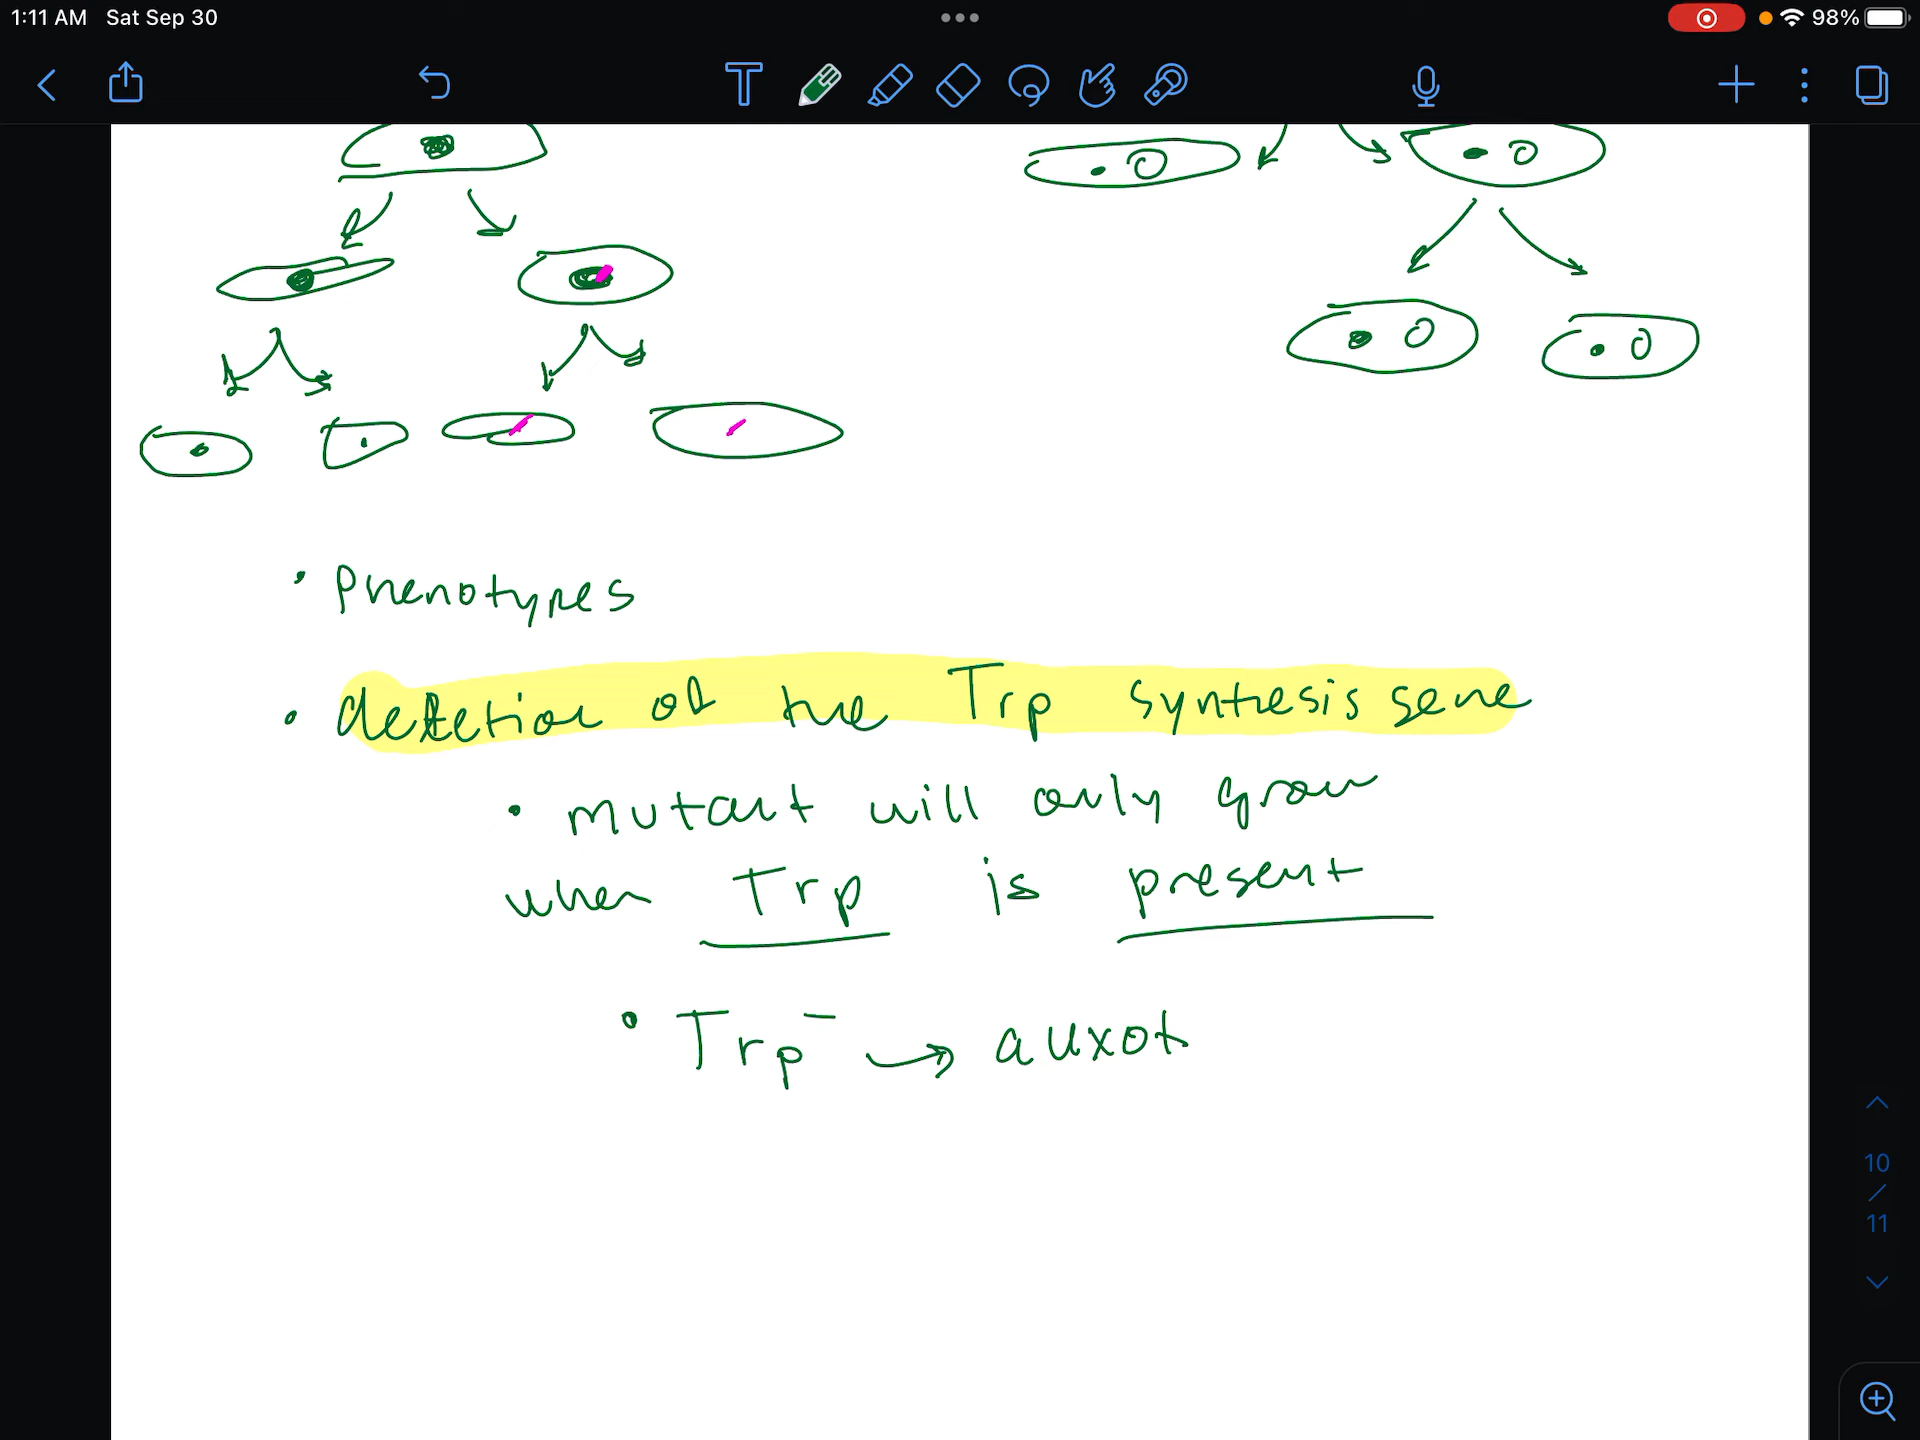 1:11 AM Sat Sep 30
98%
• Phenotypes
• deletion of the Trp synthesis gene
• mutant will only grow
when Trp is present
• Trp⁻ → auxot
10
/
11